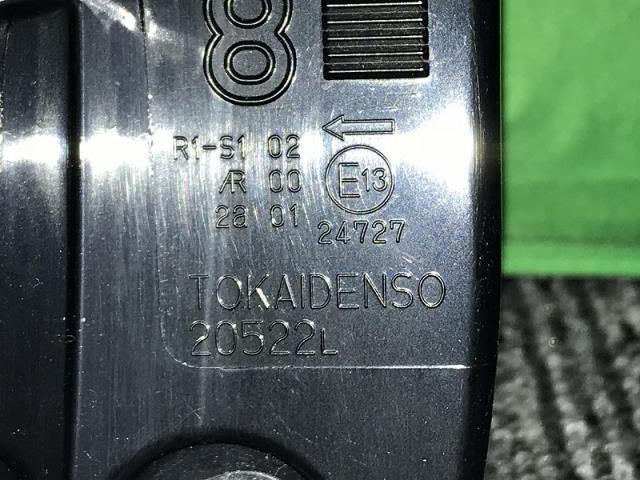 8
R1-S1 02
AR 00
2a 01
E13
24727
TOKAIDENSO
20522L